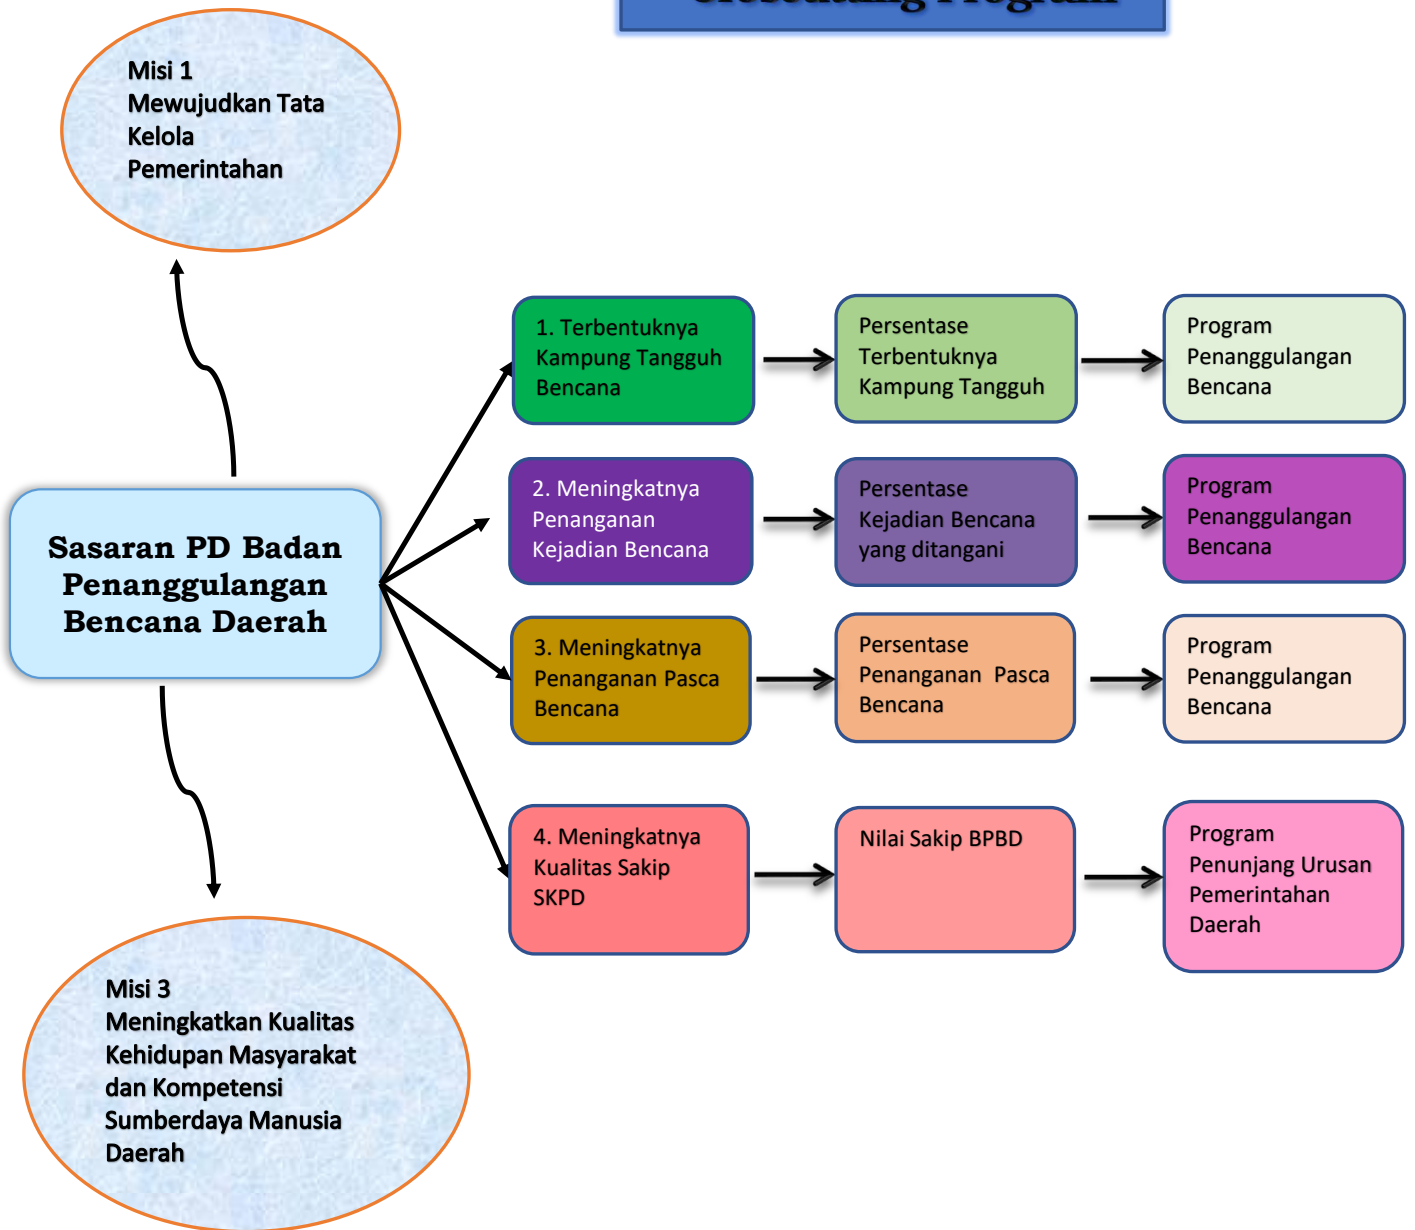 Program
Misi 1
Mewujudkan Tata
Kelola
Pemerintahan
Sasaran PD Badan
Penanggulangan
Bencana Daerah
Misi 3
Meningkatkan Kualitas
Kehidupan Masyarakat
dan Kompetensi
Sumberdaya Manusia
Daerah
1. Terbentuknya
Kampung Tangguh
Bencana
Persentase
Terbentuknya
Kampung Tangguh
Program
Penanggulangan
Bencana
2. Meningkatnya
Penanganan
Kejadian Bencana
Persentase
Kejadian Bencana
yang ditangani
Program
Penanggulangan
Bencana
3. Meningkatnya
Penanganan Pasca
Bencana
Persentase
Penanganan Pasca
Bencana
Program
Penanggulangan
Bencana
4. Meningkatnya
Kualitas Sakip
SKPD
Nilai Sakip BPBD
Program
Penunjang Urusan
Pemerintahan
Daerah